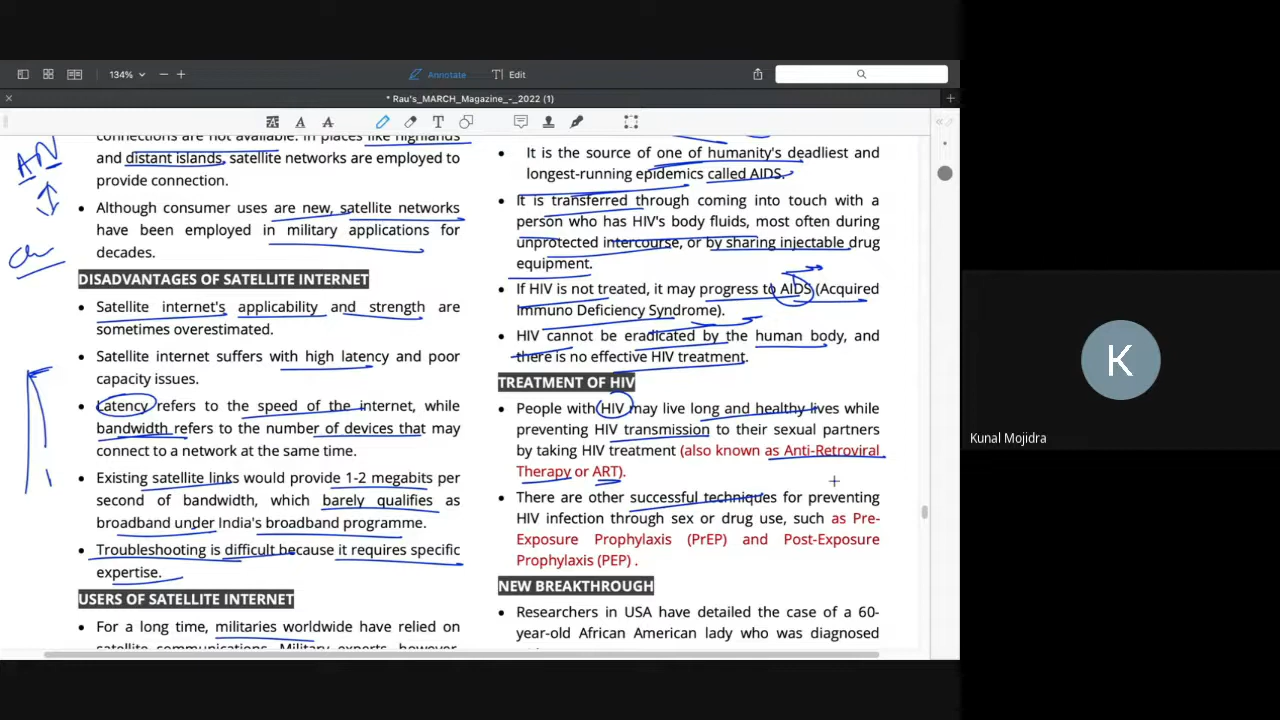 134%
Annotate
Edit
* Rau's_MARCH_Magazine_-_2022 (1)
connections are not available. In places like highlands
and distant islands, satellite networks are employed to
provide connection.
• Although consumer uses are new, satellite networks
have been employed in military applications for
decades.
DISADVANTAGES OF SATELLITE INTERNET
• Satellite internet's applicability and strength are
sometimes overestimated.
• Satellite internet suffers with high latency and poor
capacity issues.
• Latency refers to the speed of the internet, while
bandwidth refers to the number of devices that may
connect to a network at the same time.
• Existing satellite links would provide 1-2 megabits per
second of bandwidth, which barely qualifies as
broadband under India's broadband programme.
• Troubleshooting is difficult because it requires specific
expertise.
USERS OF SATELLITE INTERNET
• For a long time, militaries worldwide have relied on
satellite communications. Military experts, however,
• It is the source of one of humanity's deadliest and
longest-running epidemics called AIDS.
• It is transferred through coming into touch with a
person who has HIV's body fluids, most often during
unprotected intercourse, or by sharing injectable drug
equipment.
• If HIV is not treated, it may progress to AIDS (Acquired
Immuno Deficiency Syndrome).
• HIV cannot be eradicated by the human body, and
there is no effective HIV treatment.
TREATMENT OF HIV
• People with HIV may live long and healthy lives while
preventing HIV transmission to their sexual partners
by taking HIV treatment (also known as Anti-Retroviral
Therapy or ART).
• There are other successful techniques for preventing
HIV infection through sex or drug use, such as Pre-
Exposure Prophylaxis (PrEP) and Post-Exposure
Prophylaxis (PEP) .
NEW BREAKTHROUGH
• Researchers in USA have detailed the case of a 60-
year-old African American lady who was diagnosed
AN
K
Kunal Mojidra